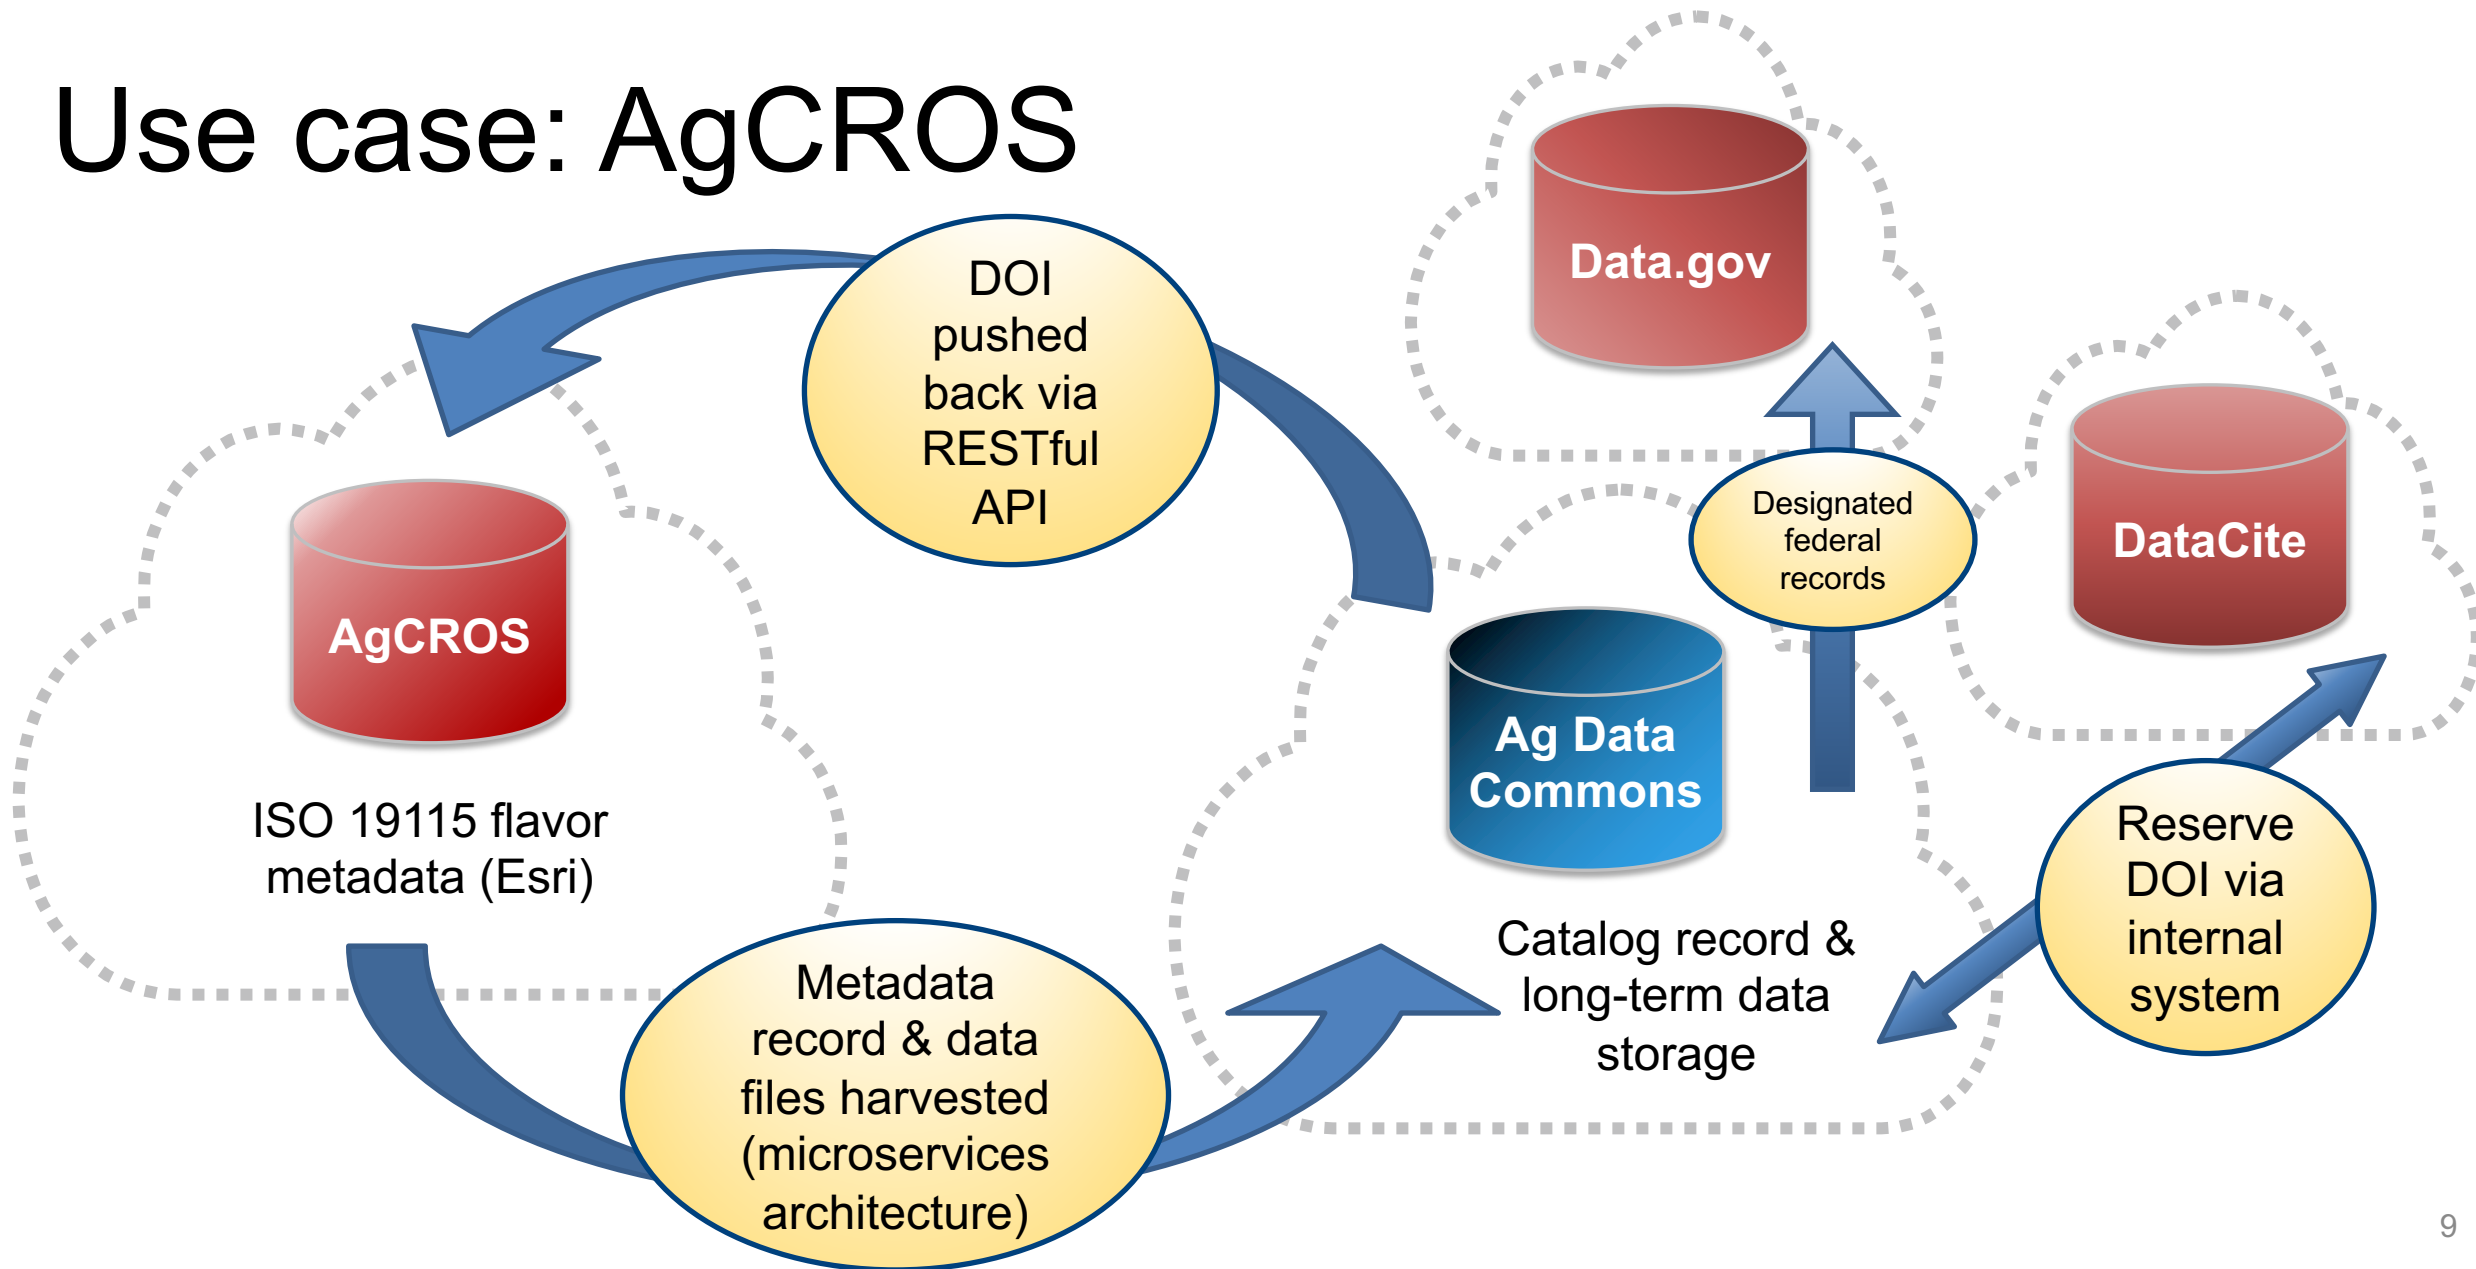 Use case: AgCROS
DOI
pushed
back via
RESTful
API
Data.gov
Designated
federal
records
DataCite
AgCROS
ISO 19115 flavor
metadata (Esri)
Ag Data
Commons
Catalog record &
long-term data
storage
Reserve
DOI via
internal
system
Metadata
record & data
files harvested
(microservices
architecture)
9